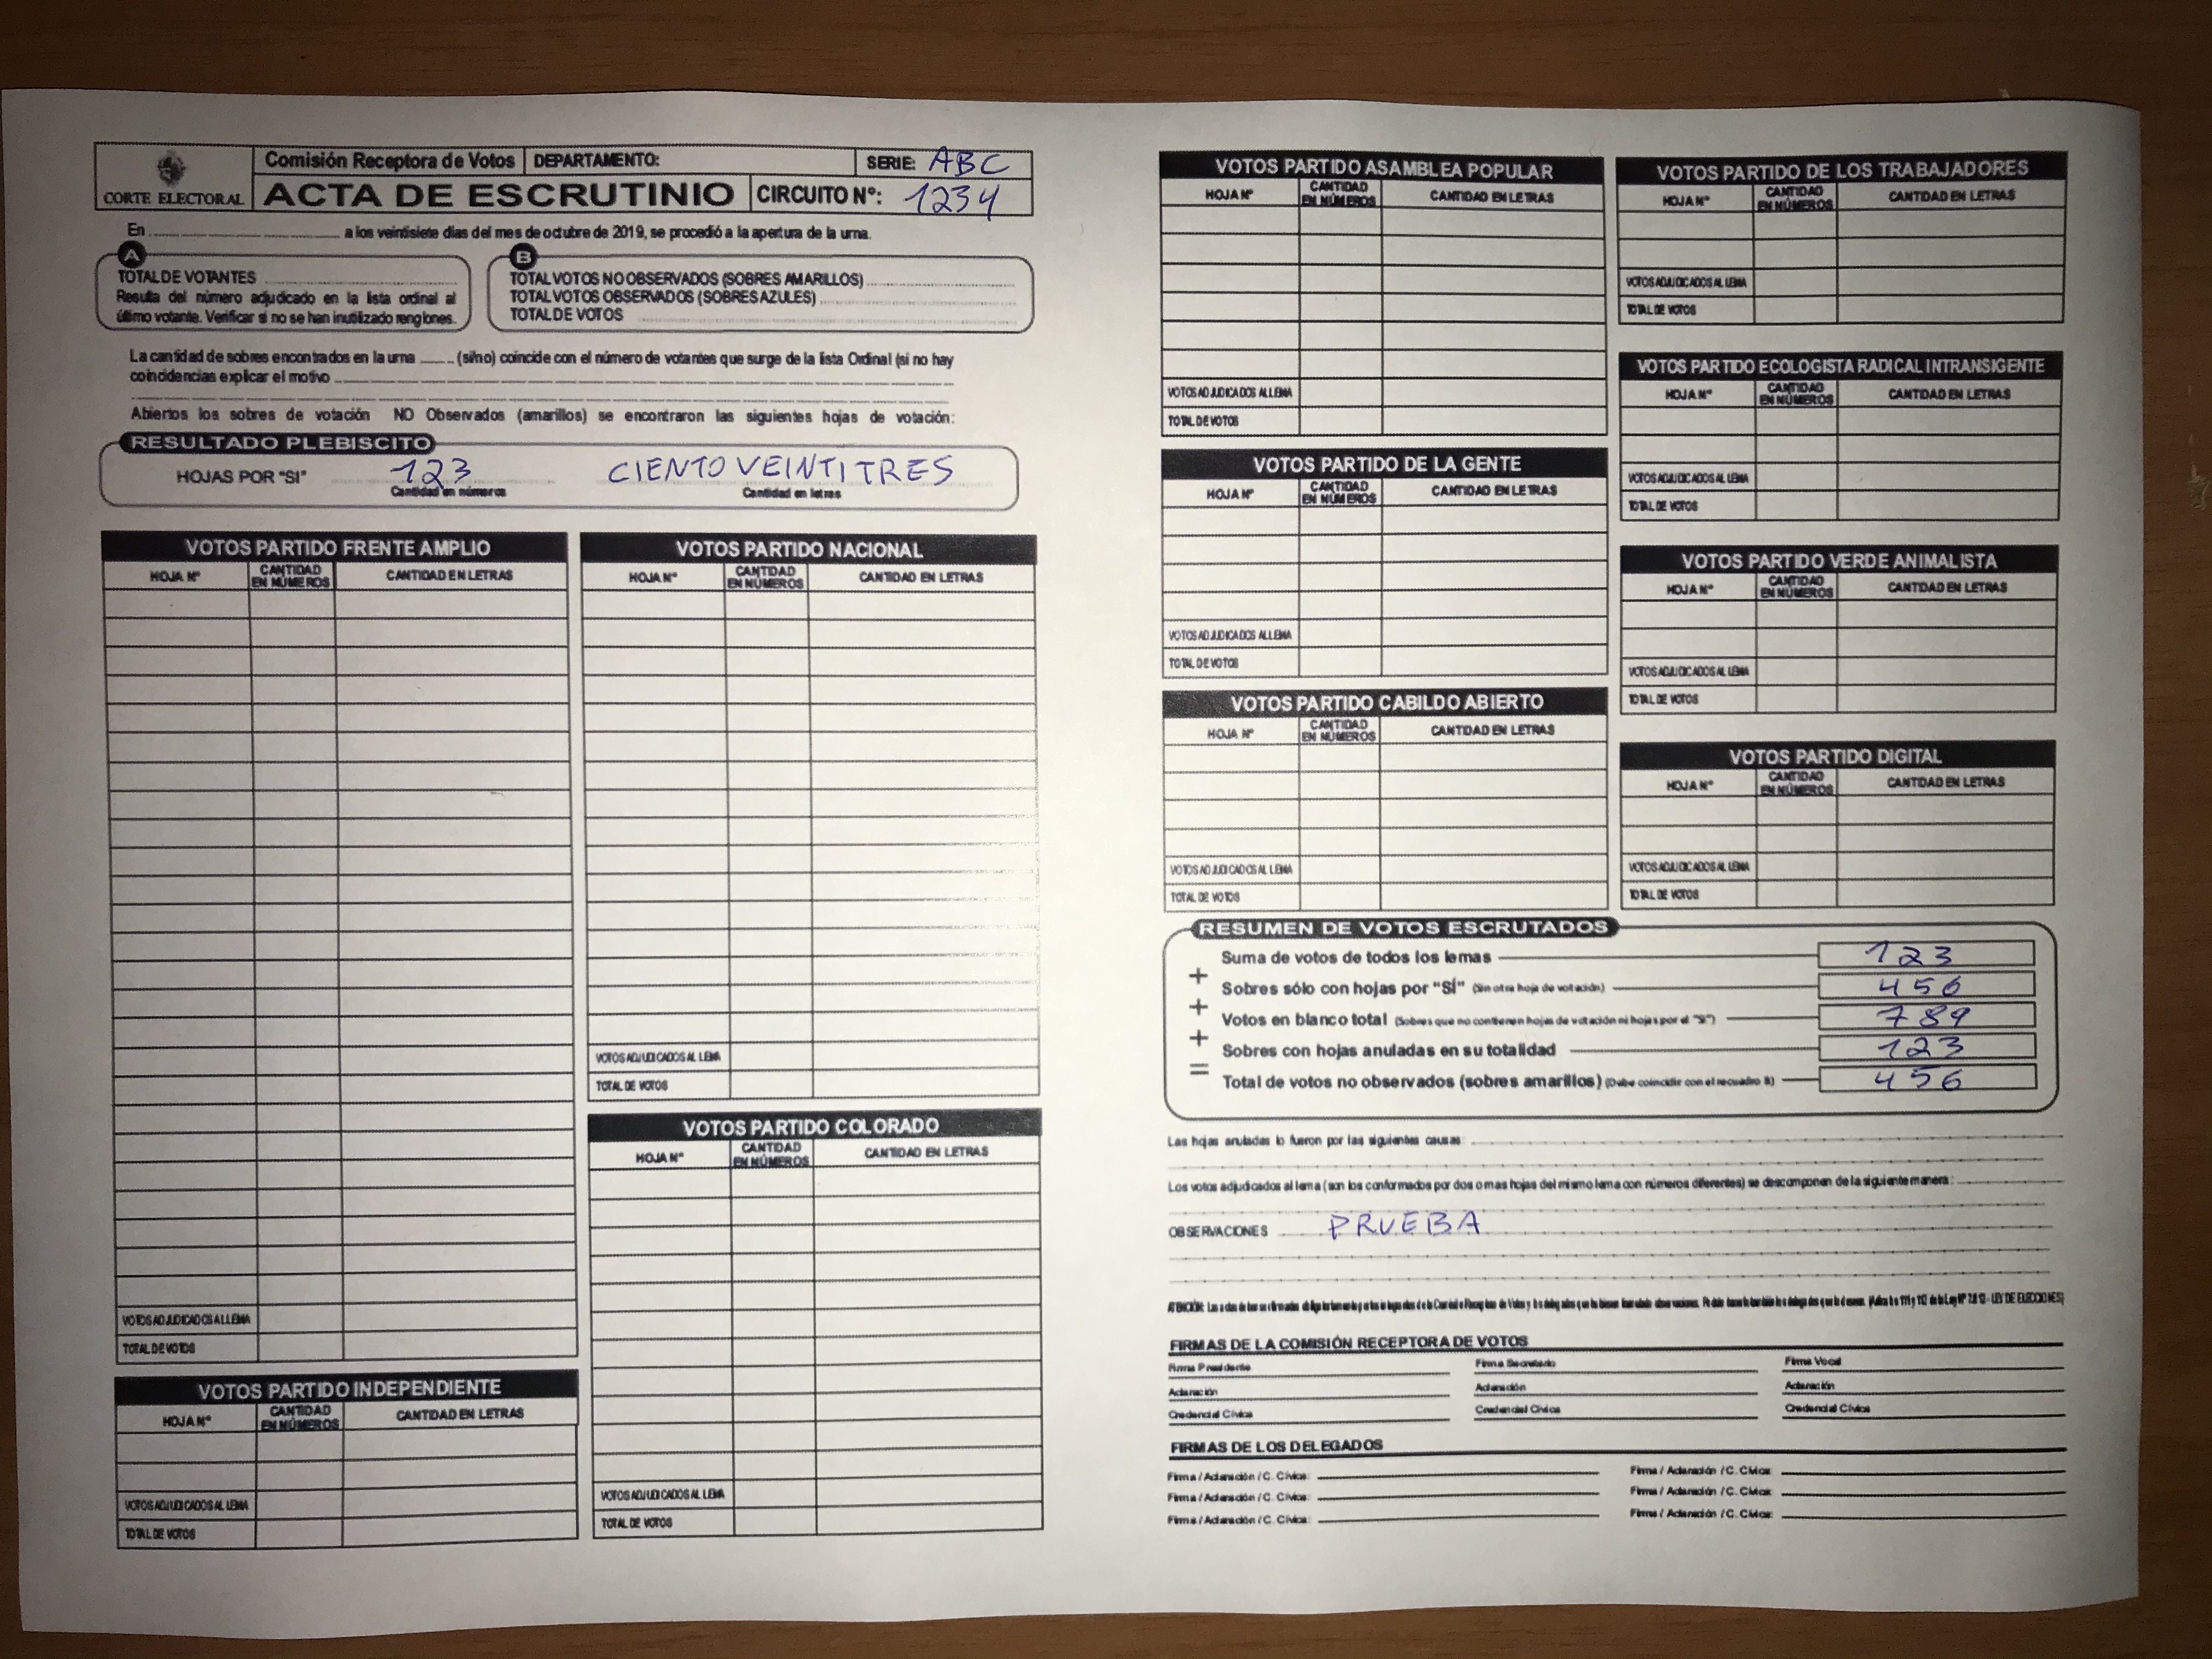 CORTE ELECTORAL
Comisión Receptora de Votos
DEPARTAMENTO:
SERIE: ABC
ACTA DE ESCRUTINIO
CIRCUITO Nº: 1234
En a los veintisiete días del mes de octubre de 2019, se procedió a la apertura de la urna.
A
TOTAL DE VOTANTES
Resulta del número adjudicado en la lista ordinal al
último votante. Verificar si no se han inutilizado renglones.
B
TOTAL VOTOS NO OBSERVADOS (SOBRES AMARILLOS)
TOTAL VOTOS OBSERVADOS (SOBRES AZULES)
TOTAL DE VOTOS
La cantidad de sobres encontrados en la urna (si/no) coincide con el número de votantes que surge de la lista Ordinal (si no hay
coincidencias explicar el motivo
Abiertos los sobres de votación NO Observados (amarillos) se encontraron las siguientes hojas de votación:
RESULTADO PLEBISCITO
HOJAS POR "SI" 123 CIENTO VEINTITRES
Cantidad en números Cantidad en letras
VOTOS PARTIDO FRENTE AMPLIO
HOJA Nº CANTIDAD EN NÚMEROS CANTIDAD EN LETRAS
VOTOS ADJUDICADOS AL LEMA
TOTAL DE VOTOS
VOTOS PARTIDO INDEPENDIENTE
HOJA Nº CANTIDAD EN NÚMEROS CANTIDAD EN LETRAS
VOTOS ADJUDICADOS AL LEMA
TOTAL DE VOTOS
VOTOS PARTIDO NACIONAL
HOJA Nº CANTIDAD EN NÚMEROS CANTIDAD EN LETRAS
VOTOS ADJUDICADOS AL LEMA
TOTAL DE VOTOS
VOTOS PARTIDO COLORADO
HOJA Nº CANTIDAD EN NÚMEROS CANTIDAD EN LETRAS
VOTOS ADJUDICADOS AL LEMA
TOTAL DE VOTOS
VOTOS PARTIDO ASAMBLEA POPULAR
HOJA Nº CANTIDAD EN NÚMEROS CANTIDAD EN LETRAS
VOTOS ADJUDICADOS AL LEMA
TOTAL DE VOTOS
VOTOS PARTIDO DE LA GENTE
HOJA Nº CANTIDAD EN NÚMEROS CANTIDAD EN LETRAS
VOTOS ADJUDICADOS AL LEMA
TOTAL DE VOTOS
VOTOS PARTIDO CABILDO ABIERTO
HOJA Nº CANTIDAD EN NÚMEROS CANTIDAD EN LETRAS
VOTOS ADJUDICADOS AL LEMA
TOTAL DE VOTOS
VOTOS PARTIDO DE LOS TRABAJADORES
HOJA Nº CANTIDAD EN NÚMEROS CANTIDAD EN LETRAS
VOTOS ADJUDICADOS AL LEMA
TOTAL DE VOTOS
VOTOS PARTIDO ECOLOGISTA RADICAL INTRANSIGENTE
HOJA Nº CANTIDAD EN NÚMEROS CANTIDAD EN LETRAS
VOTOS ADJUDICADOS AL LEMA
TOTAL DE VOTOS
VOTOS PARTIDO VERDE ANIMALISTA
HOJA Nº CANTIDAD EN NÚMEROS CANTIDAD EN LETRAS
VOTOS ADJUDICADOS AL LEMA
TOTAL DE VOTOS
VOTOS PARTIDO DIGITAL
HOJA Nº CANTIDAD EN NÚMEROS CANTIDAD EN LETRAS
VOTOS ADJUDICADOS AL LEMA
TOTAL DE VOTOS
RESUMEN DE VOTOS ESCRUTADOS
Suma de votos de todos los lemas 123
+ Sobres sólo con hojas por "SÍ" (Sin otra hoja de votación) 456
+ Votos en blanco total (Sobres que no contienen hojas de votación ni hojas por el "SI") 789
+ Sobres con hojas anuladas en su totalidad 123
= Total de votos no observados (sobres amarillos) (Debe coincidir con el recuadro B) 456
Las hojas anuladas lo fueron por las siguientes causas:
Los votos adjudicados al lema (son los conformados por dos o mas hojas del mismo lema con números diferentes) se descomponen de la siguiente manera:
OBSERVACIONES PRUEBA
FIRMAS DE LA COMISIÓN RECEPTORA DE VOTOS
Firma Presidente Firma Secretario Firma Vocal
Aclaración Aclaración Aclaración
Credencial Cívica Credencial Cívica Credencial Cívica
FIRMAS DE LOS DELEGADOS
Firma / Aclaración / C. Cívica: Firma / Aclaración / C. Cívica:
Firma / Aclaración / C. Cívica: Firma / Aclaración / C. Cívica:
Firma / Aclaración / C. Cívica: Firma / Aclaración / C. Cívica: